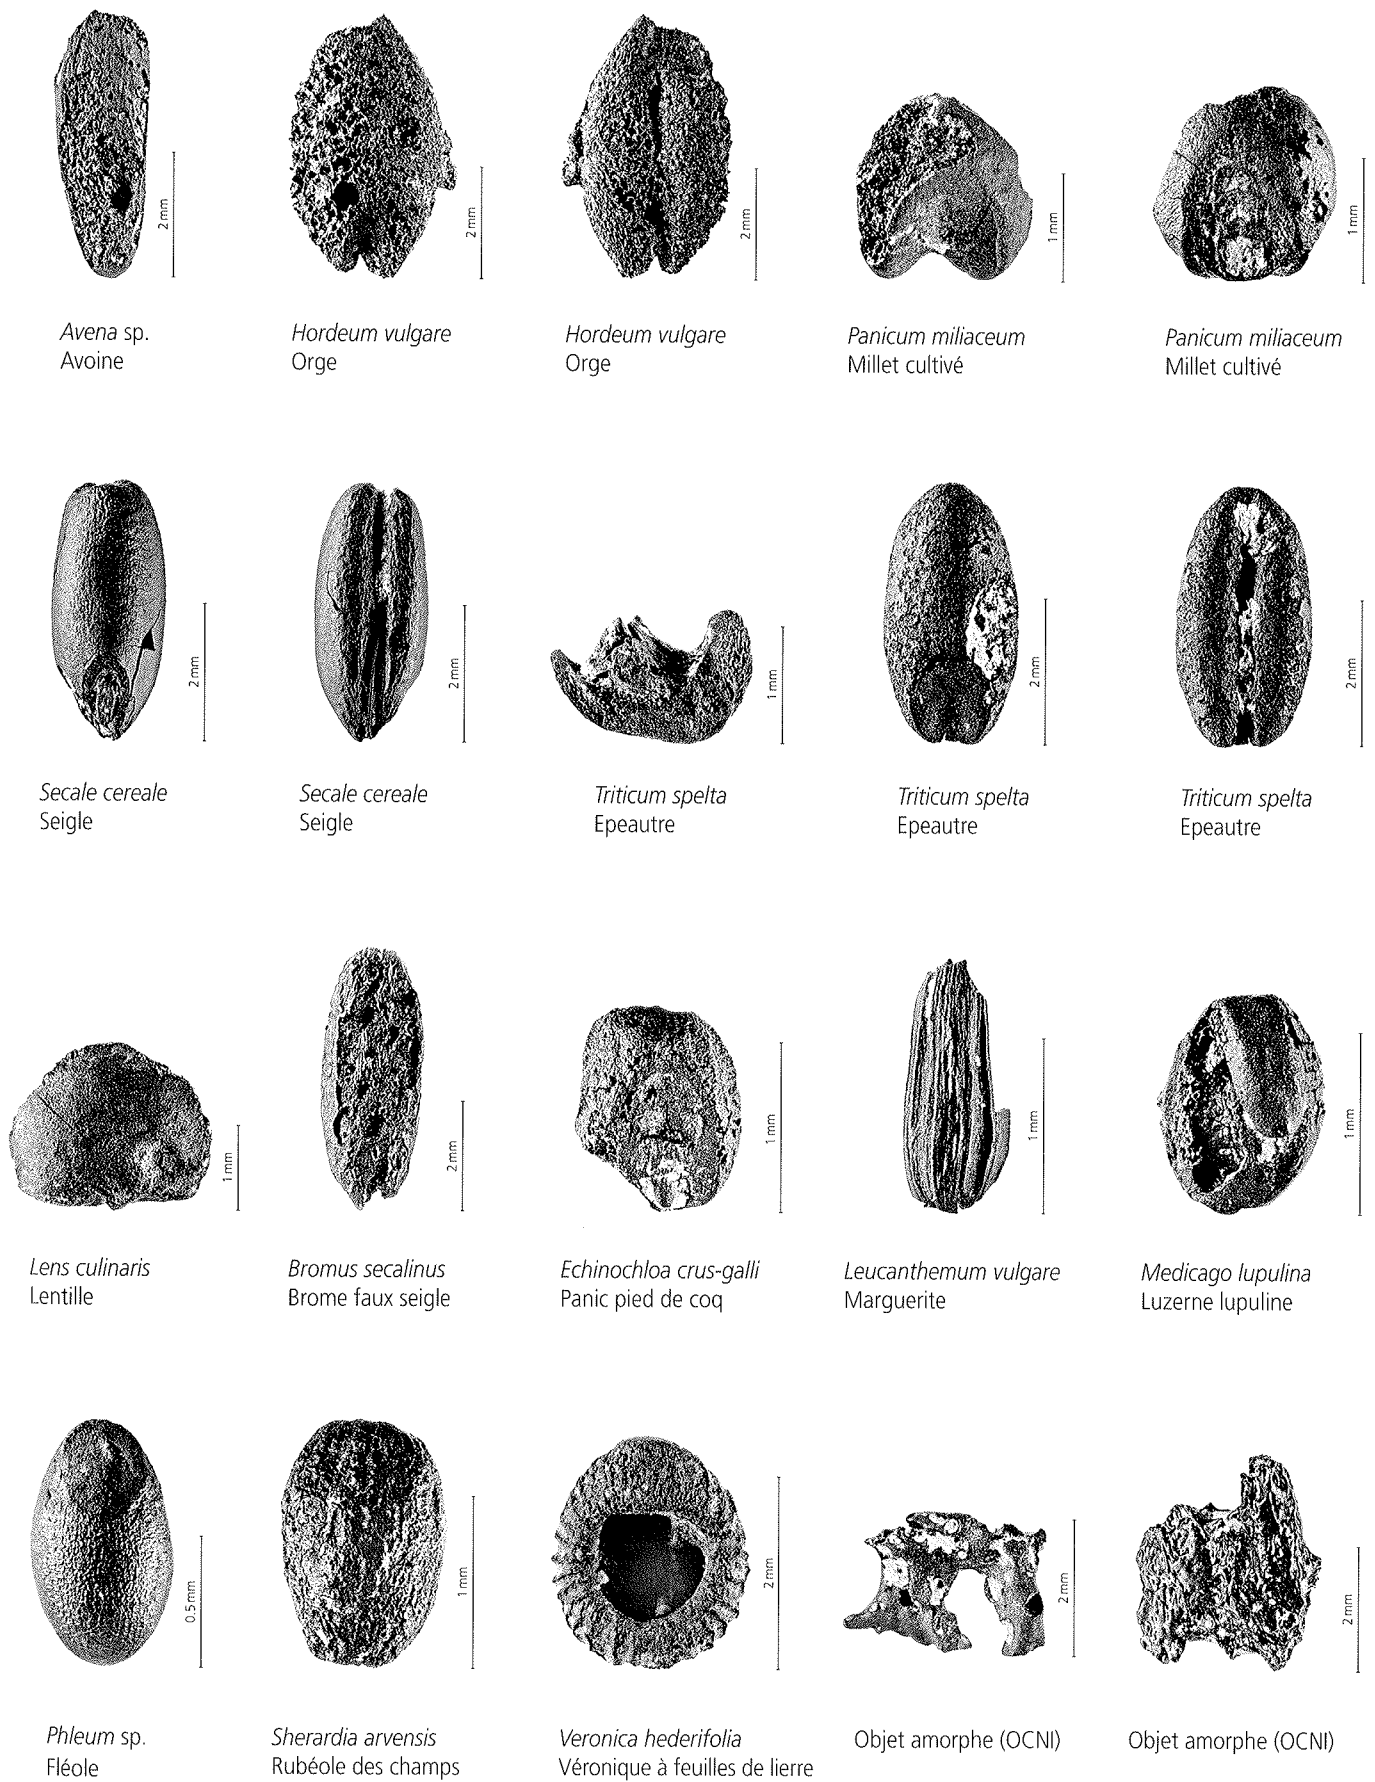 2 mm
2 mm
2 mm
1 mm
1 mm
Avena sp.
Avoine
Hordeum vulgare
Orge
Hordeum vulgare
Orge
Panicum miliaceum
Millet cultivé
Panicum miliaceum
Millet cultivé
2 mm
2 mm
1 mm
2 mm
2 mm
Secale cereale
Seigle
Secale cereale
Seigle
Triticum spelta
Epeautre
Triticum spelta
Epeautre
Triticum spelta
Epeautre
1 mm
2 mm
1 mm
1 mm
1 mm
Lens culinaris
Lentille
Bromus secalinus
Brome faux seigle
Echinochloa crus-galli
Panic pied de coq
Leucanthemum vulgare
Marguerite
Medicago lupulina
Luzerne lupuline
0.5 mm
1 mm
2 mm
2 mm
2 mm
Phleum sp.
Fléole
Sherardia arvensis
Rubéole des champs
Veronica hederifolia
Véronique à feuilles de lierre
Objet amorphe (OCNI)
Objet amorphe (OCNI)